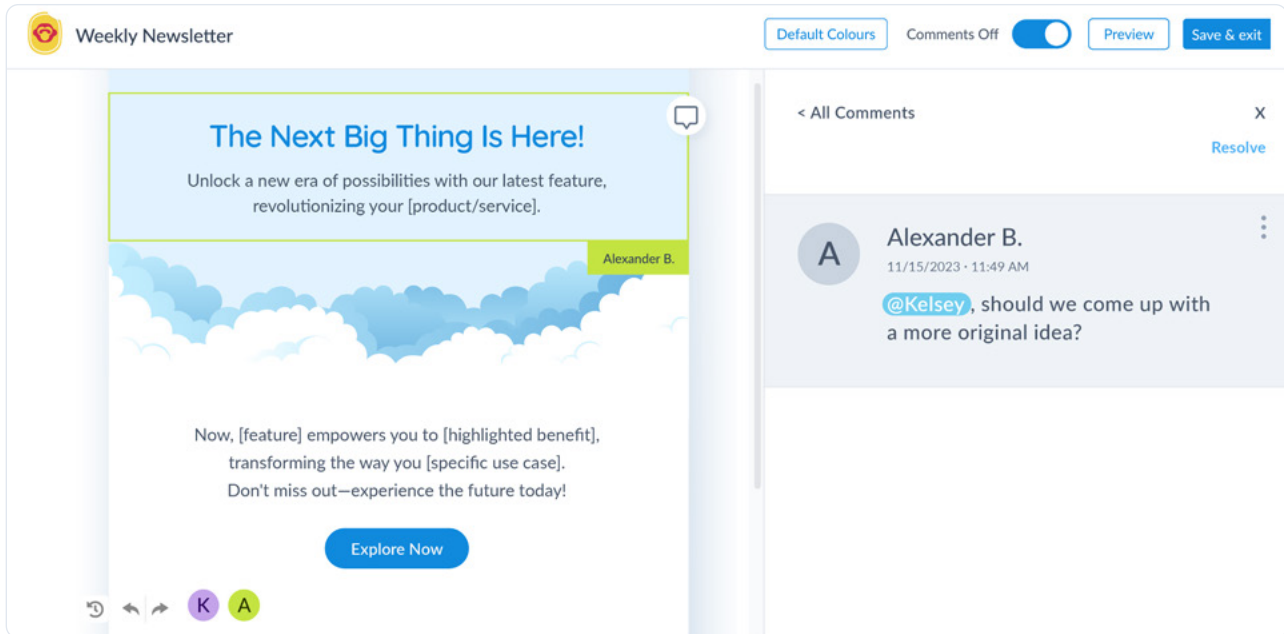 Weekly Newsletter
Default Colours
Comments Off
Preview
Save & exit
The Next Big Thing Is Here!
Unlock a new era of possibilities with our latest feature,
revolutionizing your [product/service].
Alexander B.
Now, [feature] empowers you to [highlighted benefit],
transforming the way you [specific use case].
Don't miss out—experience the future today!
Explore Now
K
A
< All Comments
X
Resolve
A
Alexander B.
11/15/2023 · 11:49 AM
@Kelsey, should we come up with
a more original idea?